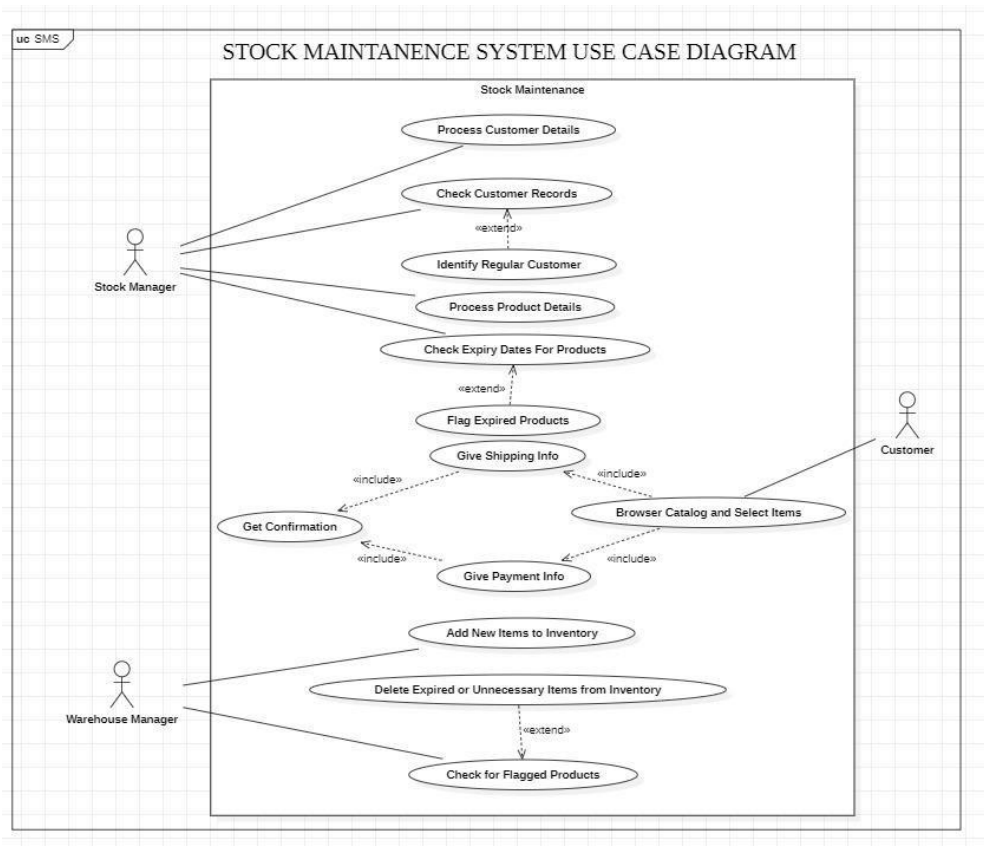 uc SMS
STOCK MAINTANENCE SYSTEM USE CASE DIAGRAM
Stock Maintenance
Process Customer Details
Check Customer Records
«extend»
Identify Regular Customer
Stock Manager
Process Product Details
Check Expiry Dates For Products
«extend»
Flag Expired Products
Customer
Give Shipping Info
«include»
«include»
Browser Catalog and Select Items
Get Confirmation
«include»
«include»
Give Payment Info
Add New Items to Inventory
Delete Expired or Unnecessary Items from Inventory
Warehouse Manager
«extend»
Check for Flagged Products